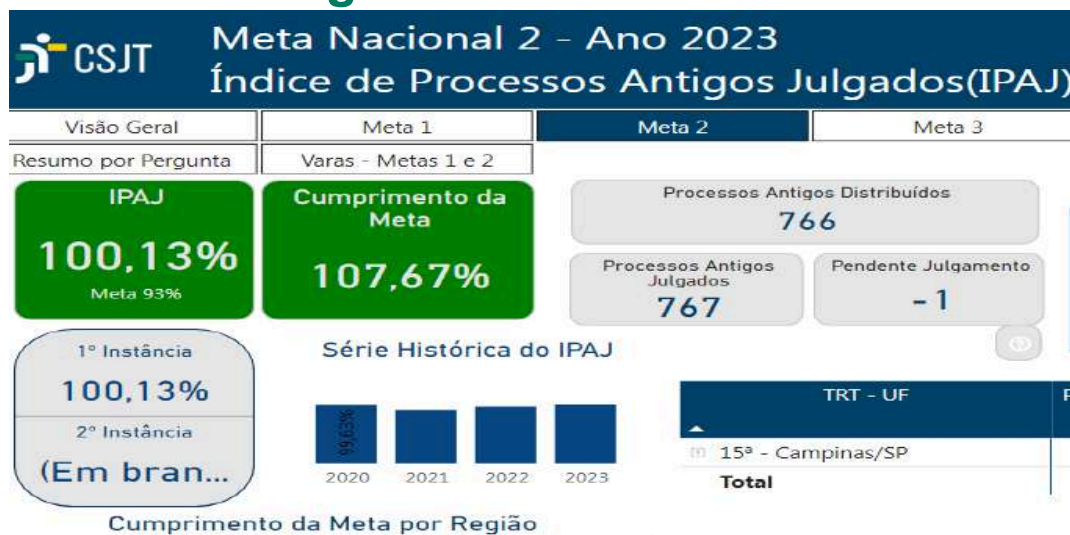 CSJT
Meta Nacional 2 - Ano 2023
Índice de Processos Antigos Julgados(IPAJ)
Visão Geral
Meta 1
Meta 2
Meta 3
Resumo por Pergunta
Varas - Metas 1 e 2
IPAJ
100,13%
Meta 93%
Cumprimento da
Meta
107,67%
Processos Antigos Distribuídos
766
Processos Antigos
Julgados
767
Pendente Julgamento
-1
1º Instância
100,13%
2º Instância
(Em bran...
Série Histórica do IPAJ
99,63%
2020 2021 2022 2023
TRT - UF
15ª - Campinas/SP
Total
Cumprimento da Meta por Região